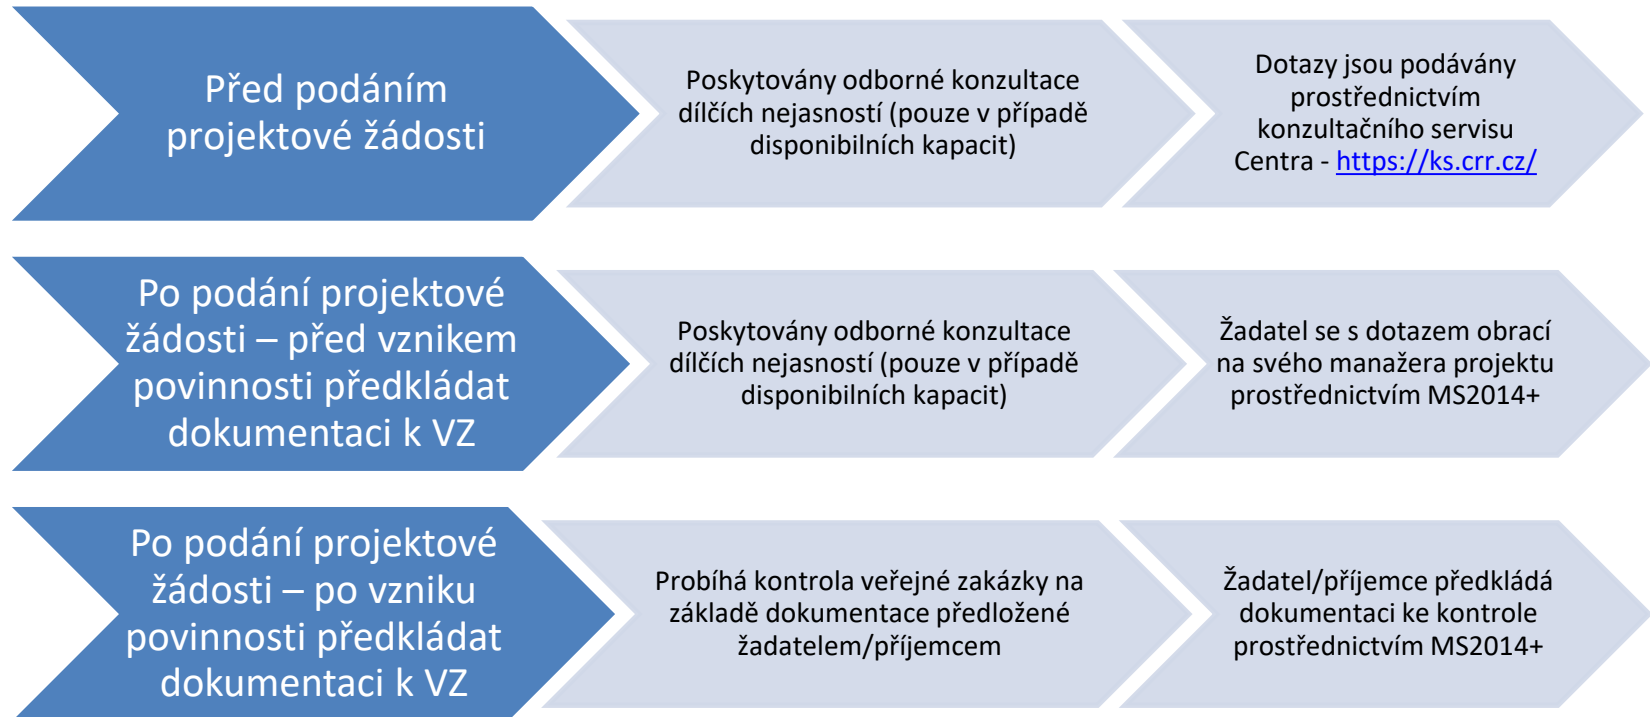 Před podáním
projektové žádosti
Poskytovány odborné konzultace
dílčích nejasností (pouze v případě
disponibilních kapacit)
Dotazy jsou podávány
prostřednictvím
konzultačního servisu
Centra - https://ks.crr.cz/
Po podání projektové
žádosti – před vznikem
povinnosti předkládat
dokumentaci k VZ
Poskytovány odborné konzultace
dílčích nejasností (pouze v případě
disponibilních kapacit)
Žadatel se s dotazem obrací
na svého manažera projektu
prostřednictvím MS2014+
Po podání projektové
žádosti – po vzniku
povinnosti předkládat
dokumentaci k VZ
Probíhá kontrola veřejné zakázky na
základě dokumentace předložené
žadatelem/příjemcem
Žadatel/příjemce předkládá
dokumentaci ke kontrole
prostřednictvím MS2014+